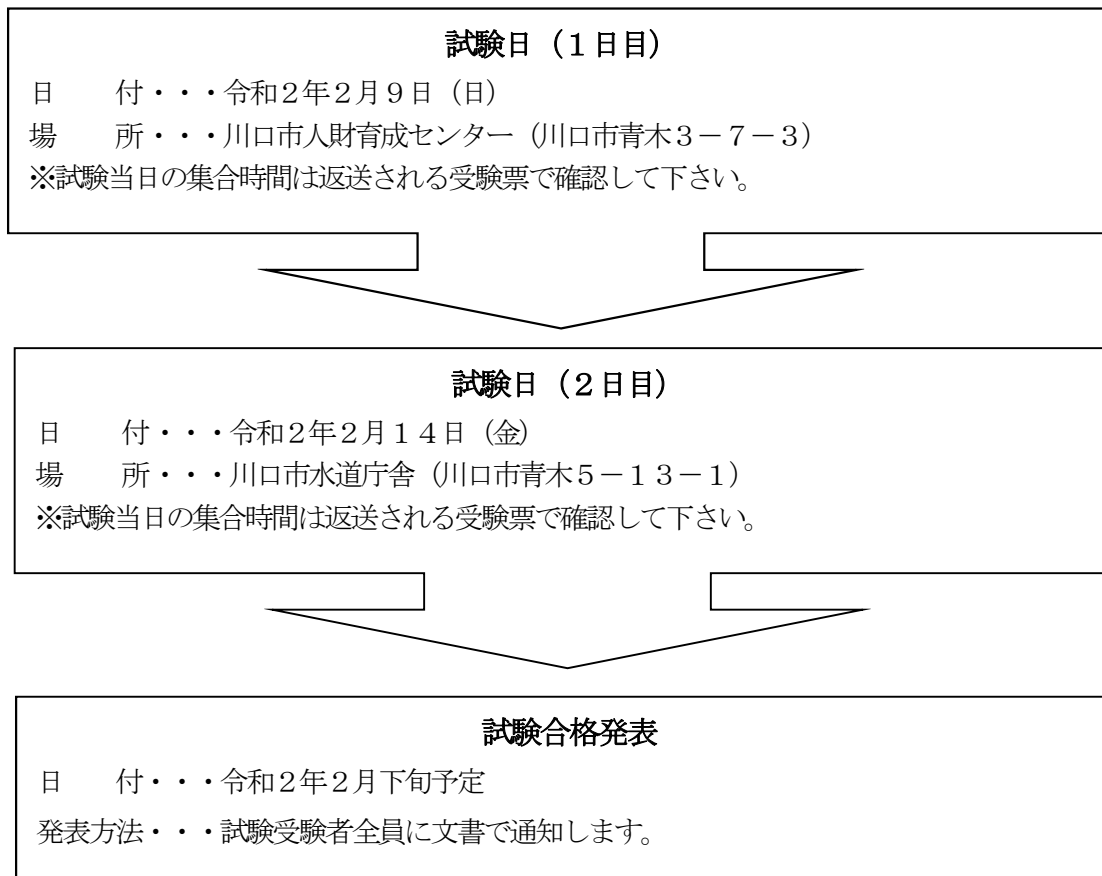 試験日（１日目）
日　　付・・・令和２年２月９日（日）
場　　所・・・川口市人財育成センター（川口市青木３－７－３）
※試験当日の集合時間は返送される受験票で確認して下さい。
試験日（２日目）
日　　付・・・令和２年２月１４日（金）
場　　所・・・川口市水道庁舎（川口市青木５－１３－１）
※試験当日の集合時間は返送される受験票で確認して下さい。
試験合格発表
日　　付・・・令和２年２月下旬予定
発表方法・・・試験受験者全員に文書で通知します。